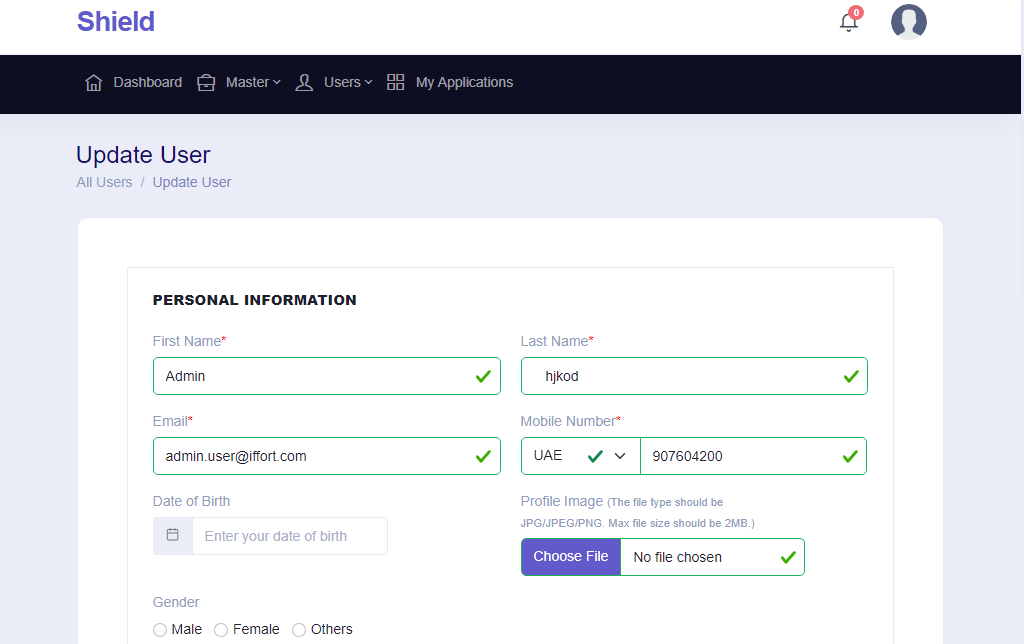 Shield
0
Dashboard Master Users My Applications
Update User
All Users / Update User
PERSONAL INFORMATION
First Name* Last Name*
Admin hjkod
Email* Mobile Number*
admin.user@iffort.com UAE 907604200
Date of Birth Profile Image (The file type should be
JPG/JPEG/PNG. Max file size should be 2MB.)
Enter your date of birth
Choose File No file chosen
Gender
Male Female Others